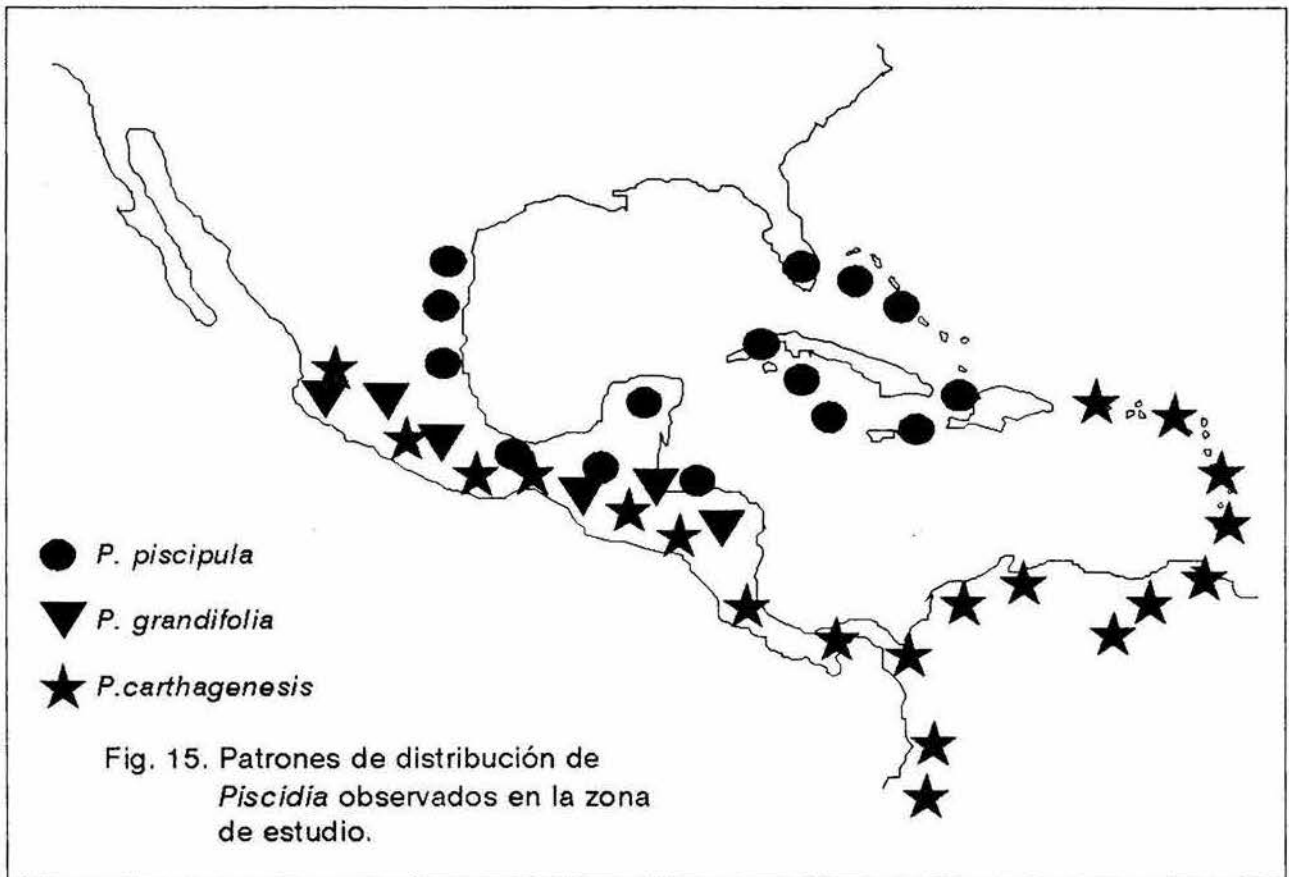 P. piscipula
P. grandifolia
P.carthagenesis
Fig. 15. Patrones de distribución de
Piscidia observados en la zona
de estudio.